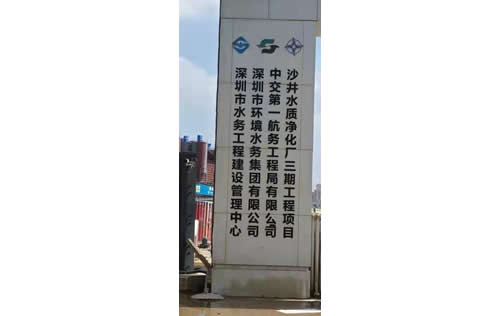 沙井水质净化厂三期工程项目
中交第一航务工程局有限公司
深圳市环境水务集团有限公司
深圳市水务工程建设管理中心